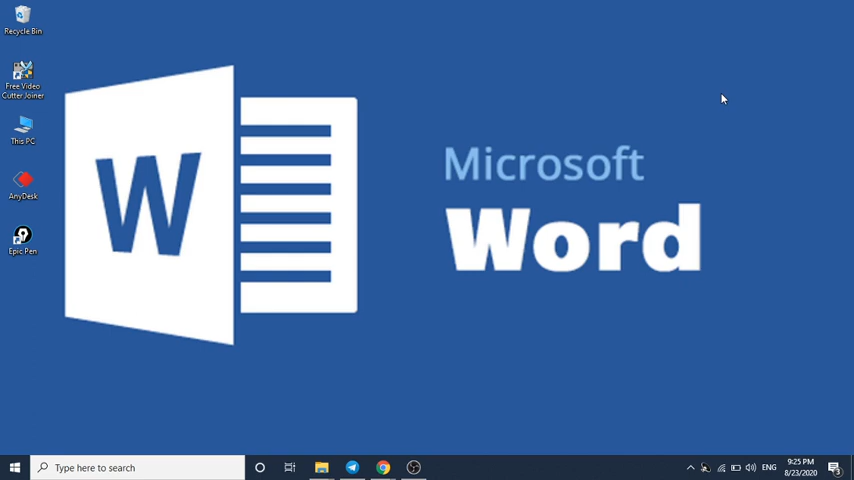 Recycle Bin
Free Video
Cutter Joiner
This PC
AnyDesk
Epic Pen
W
Microsoft
Word
Type here to search
ENG
9:25 PM
8/23/2020
3